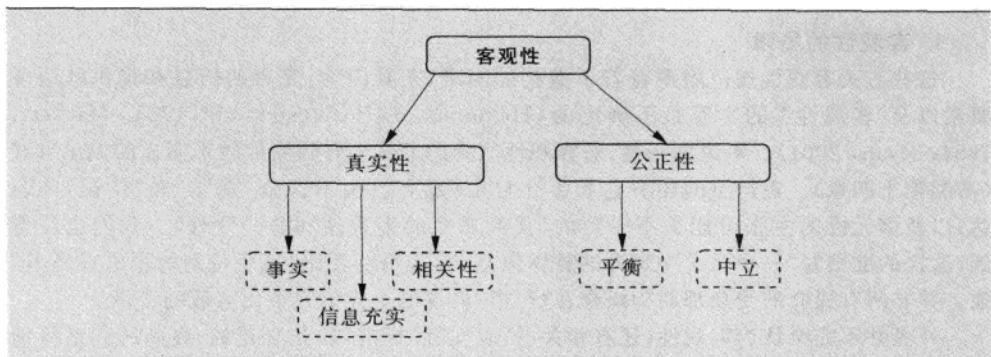 客观性
真实性 公正性
事实 相关性 平衡 中立
信息充实